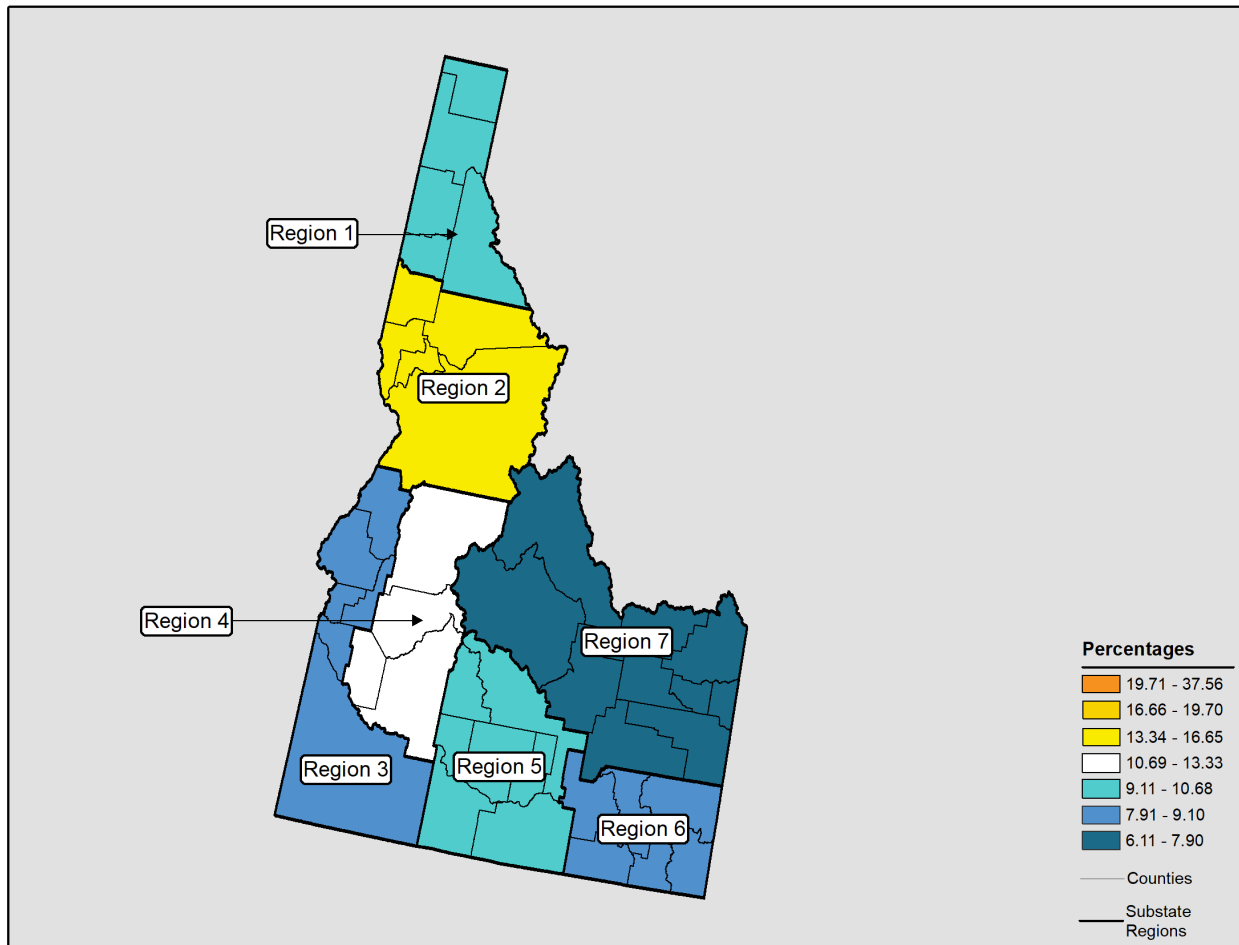 Region 1
Region 2
Region 4
Region 7
Region 3
Region 5
Region 6
Percentages
19.71 - 37.56
16.66 - 19.70
13.34 - 16.65
10.69 - 13.33
9.11 - 10.68
7.91 - 9.10
6.11 - 7.90
Counties
Substate
Regions